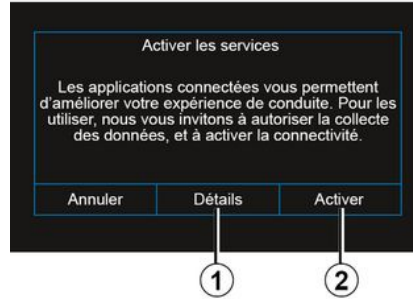 Activer les services
Les applications connectées vous permettent
d'améliorer votre expérience de conduite. Pour les
utiliser, nous vous invitons à autoriser la collecte
des données, et à activer la connectivité.
Annuler Détails Activer
1 2